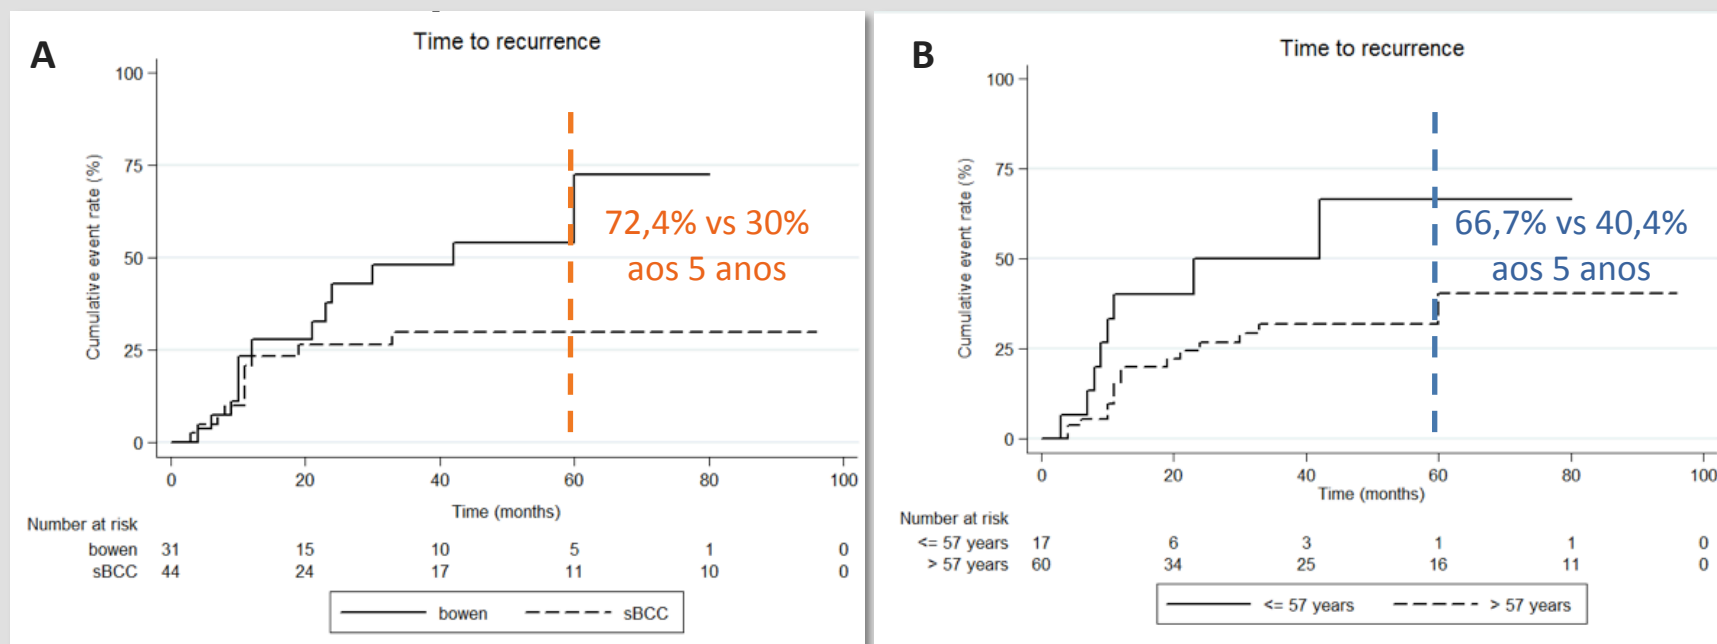 A
Time to recurrence
Cumulative event rate (%)
100
75
50
25
0
72,4% vs 30%
aos 5 anos
0 20 40 60 80 100
Time (months)
Number at risk
bowen 31 15 10 5 1 0
sBCC 44 24 17 11 10 0
bowen sBCC
B
Time to recurrence
Cumulative event rate (%)
100
75
50
25
0
66,7% vs 40,4%
aos 5 anos
0 20 40 60 80 100
Time (months)
Number at risk
<= 57 years 17 6 3 1 1 0
> 57 years 60 34 25 16 11 0
<= 57 years > 57 years